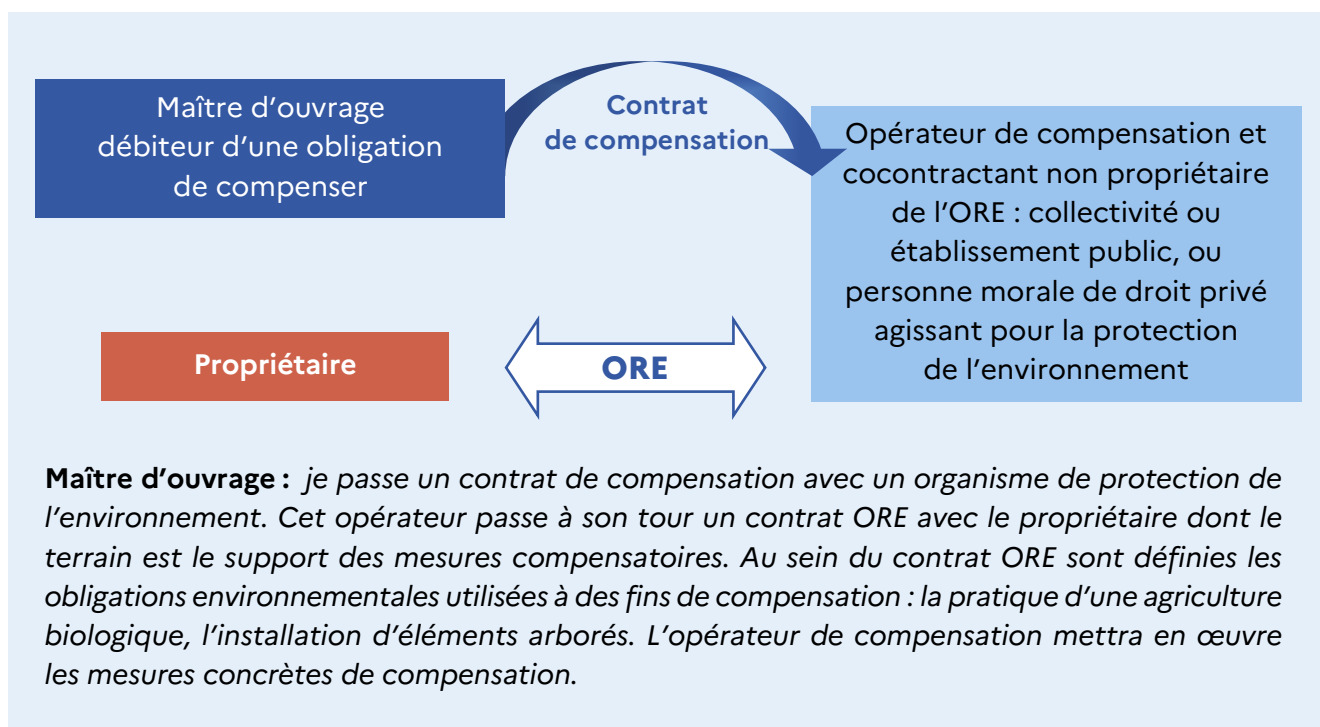 Maître d’ouvrage
débiteur d’une obligation
de compenser
Contrat
de compensation
Opérateur de compensation et
cocontractant non propriétaire
de l’ORE : collectivité ou
établissement public, ou
personne morale de droit privé
agissant pour la protection
de l’environnement
Propriétaire
ORE
Maître d’ouvrage : je passe un contrat de compensation avec un organisme de protection de
l’environnement. Cet opérateur passe à son tour un contrat ORE avec le propriétaire dont le
terrain est le support des mesures compensatoires. Au sein du contrat ORE sont définies les
obligations environnementales utilisées à des fins de compensation : la pratique d’une agriculture
biologique, l’installation d’éléments arborés. L’opérateur de compensation mettra en œuvre
les mesures concrètes de compensation.